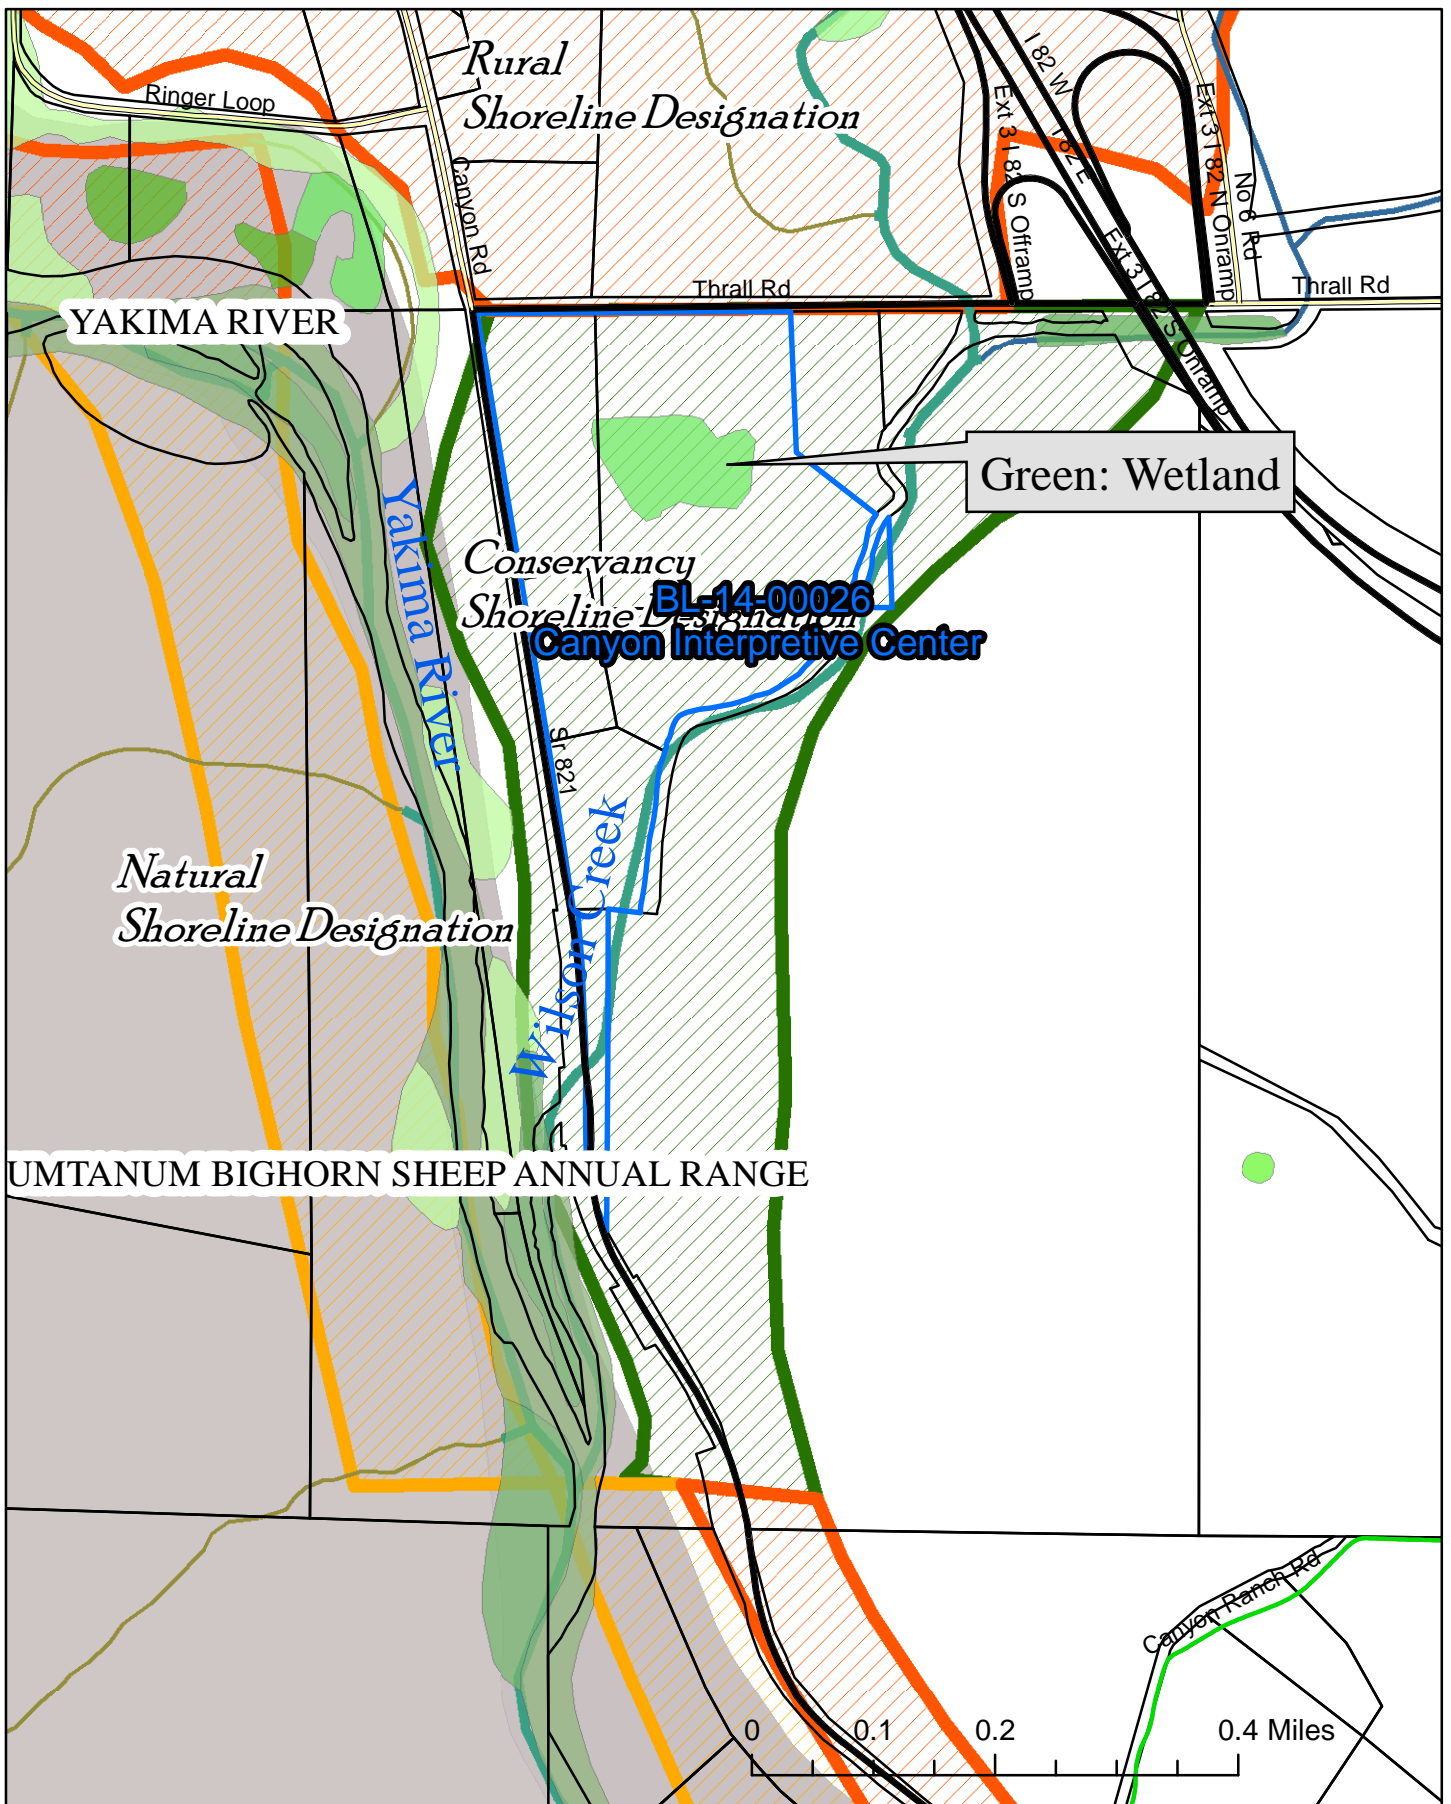 Rural
Shoreline Designation
I 82 W
I 82 E
Ext 3 I 82 S Offramp
Ext 3 I 82 N Onramp
No 6 Rd
Ringer Loop
Canyon Rd
Thrall Rd
Thrall Rd
Ext 3 I 82 S Onramp
YAKIMA RIVER
Green: Wetland
Yakima River
Conservancy
Shoreline Designation
BL-14-00026
Canyon Interpretive Center
Sr 821
Wilson Creek
Natural
Shoreline Designation
UMTANUM BIGHORN SHEEP ANNUAL RANGE
Canyon Ranch Rd
0 0.1 0.2 0.4 Miles